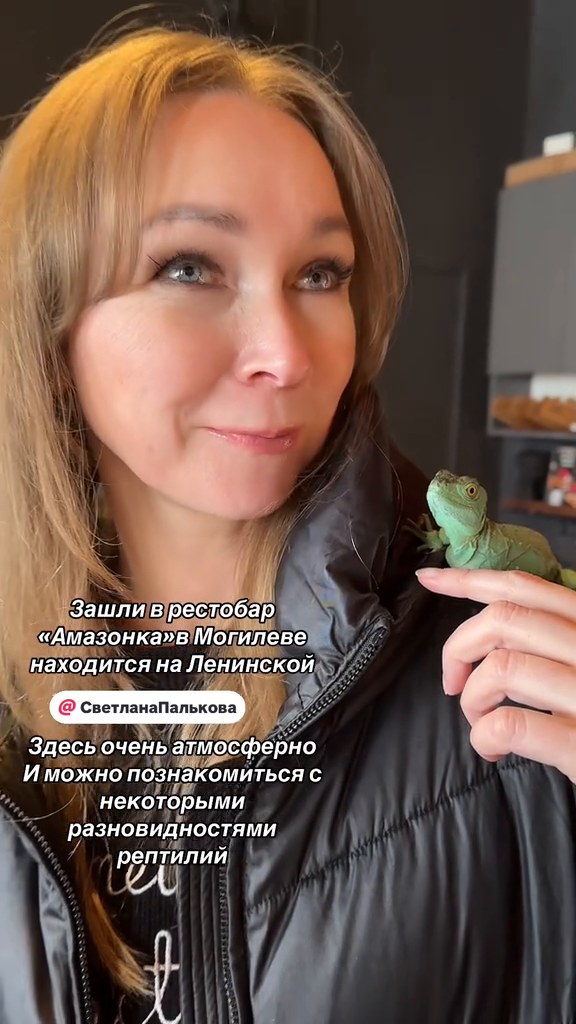 Зашли в рестобар
«Амазонка»в Могилеве
находится на Ленинской
@ СветланаПалькова
Здесь очень атмосферно
И можно познакомиться с
некоторыми
разновидностями
рептилий